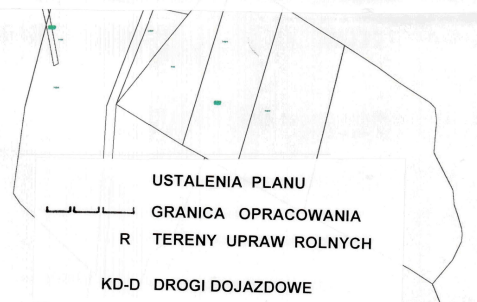 USTALENIA PLANU
GRANICA OPRACOWANIA
R TERENY UPRAW ROLNYCH
KD-D DROGI DOJAZDOWE